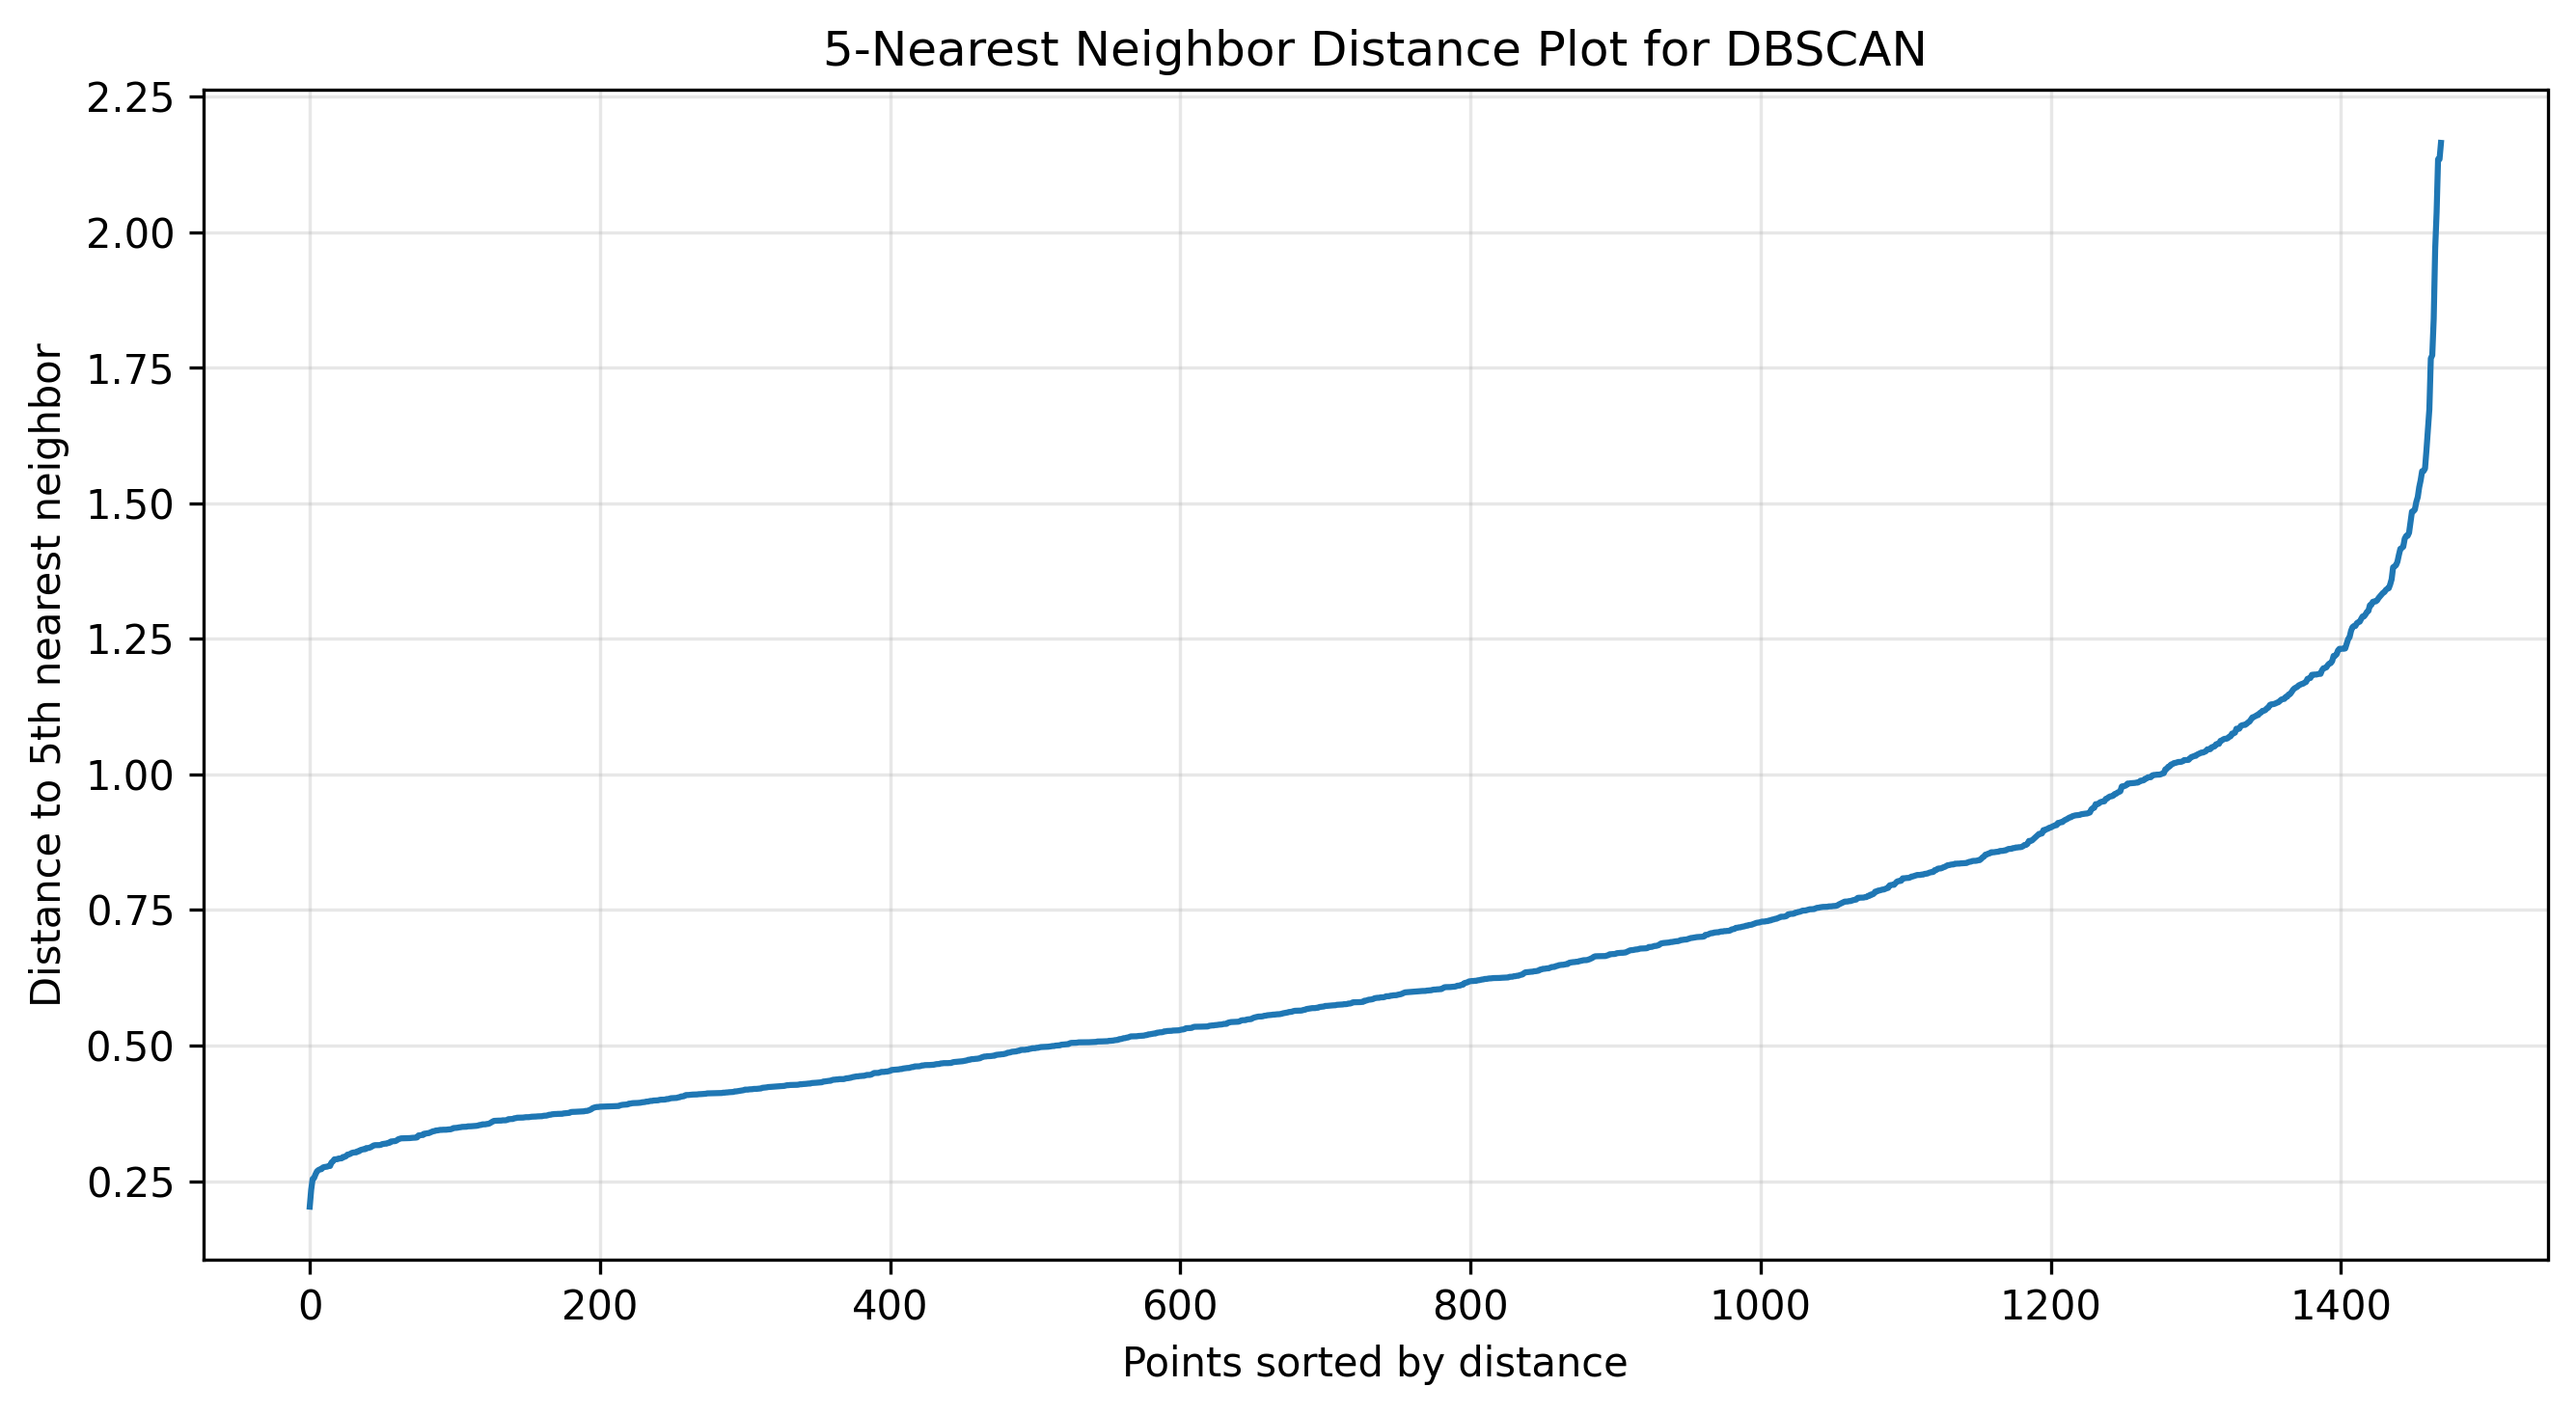 5-Nearest Neighbor Distance Plot for DBSCAN
Distance to 5th nearest neighbor
2.25
2.00
1.75
1.50
1.25
1.00
0.75
0.50
0.25
0 200 400 600 800 1000 1200 1400
Points sorted by distance